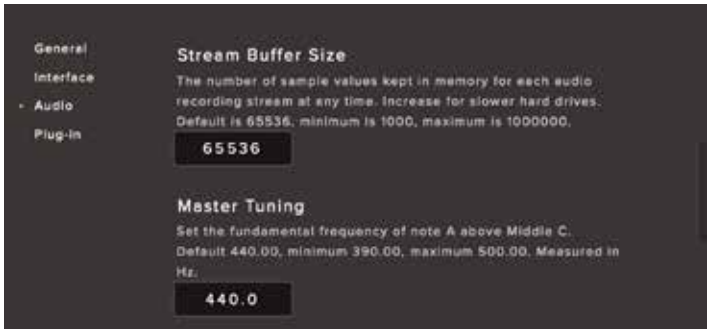 General
Interface
Audio
Plug-in
Stream Buffer Size
The number of sample values kept in memory for each audio
recording stream at any time. Increase for slower hard drives.
Default is 65536, minimum is 1000, maximum is 1000000.
65536
Master Tuning
Set the fundamental frequency of note A above Middle C.
Default 440.00, minimum 390.00, maximum 500.00. Measured in
Hz.
440.0